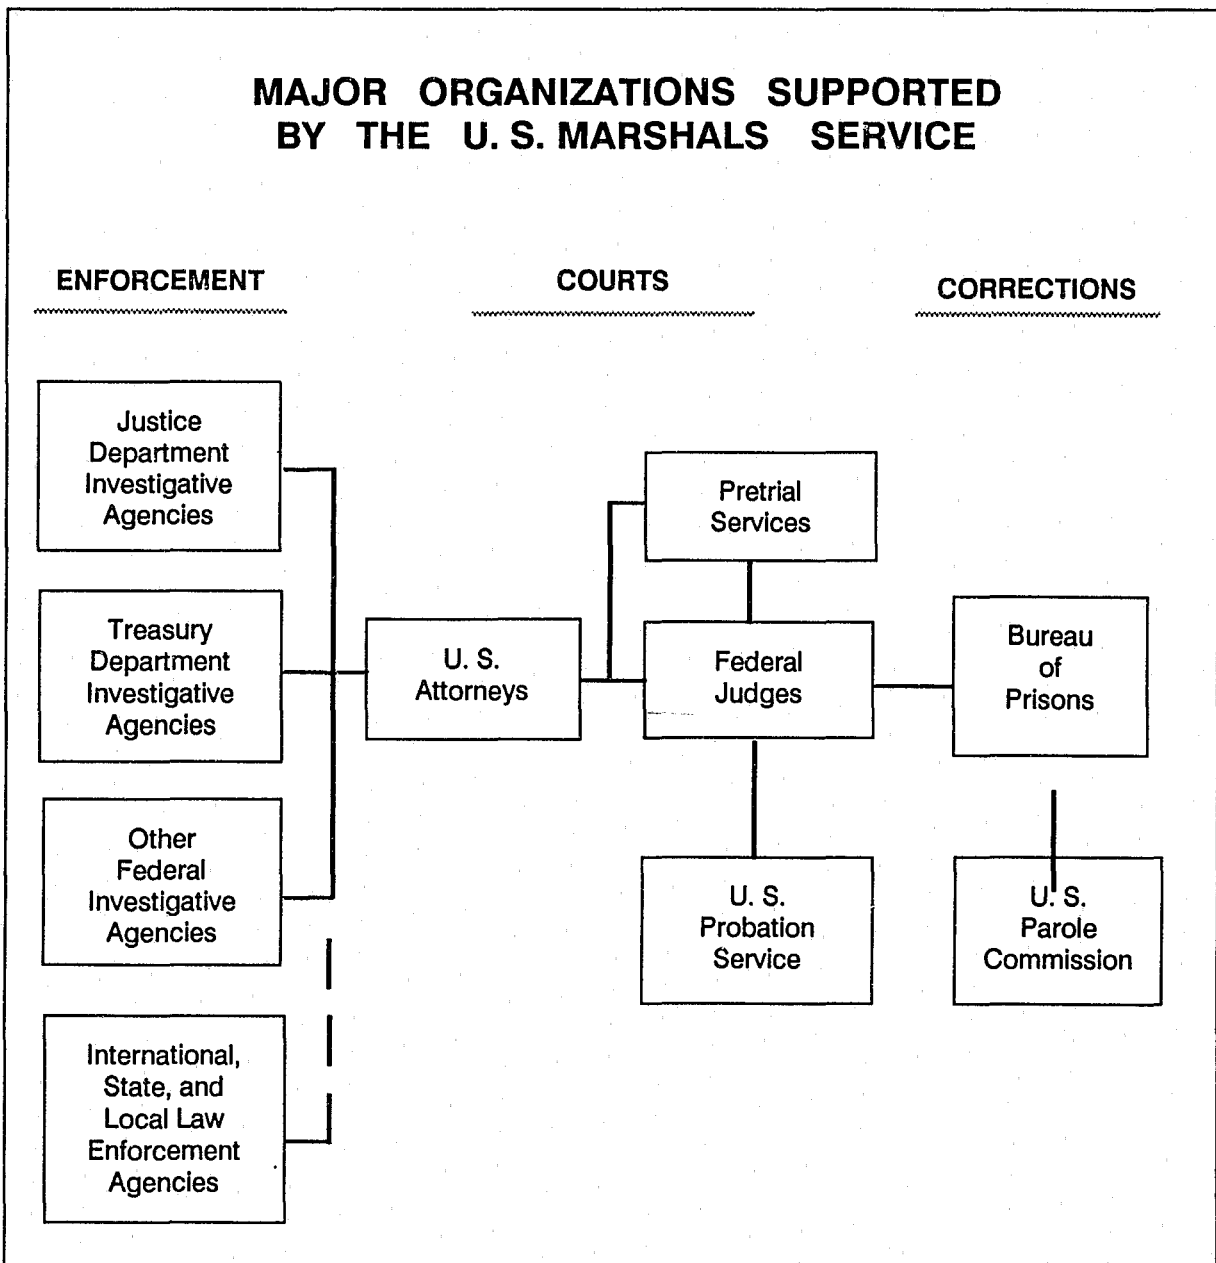 MAJOR ORGANIZATIONS SUPPORTED
BY THE U. S. MARSHALS SERVICE
ENFORCEMENT
COURTS
CORRECTIONS
Justice
Department
Investigative
Agencies
Treasury
Department
Investigative
Agencies
Other
Federal
Investigative
Agencies
International,
State, and
Local Law
Enforcement
Agencies
U. S.
Attorneys
Pretrial
Services
Federal
Judges
U. S.
Probation
Service
Bureau
of
Prisons
U. S.
Parole
Commission